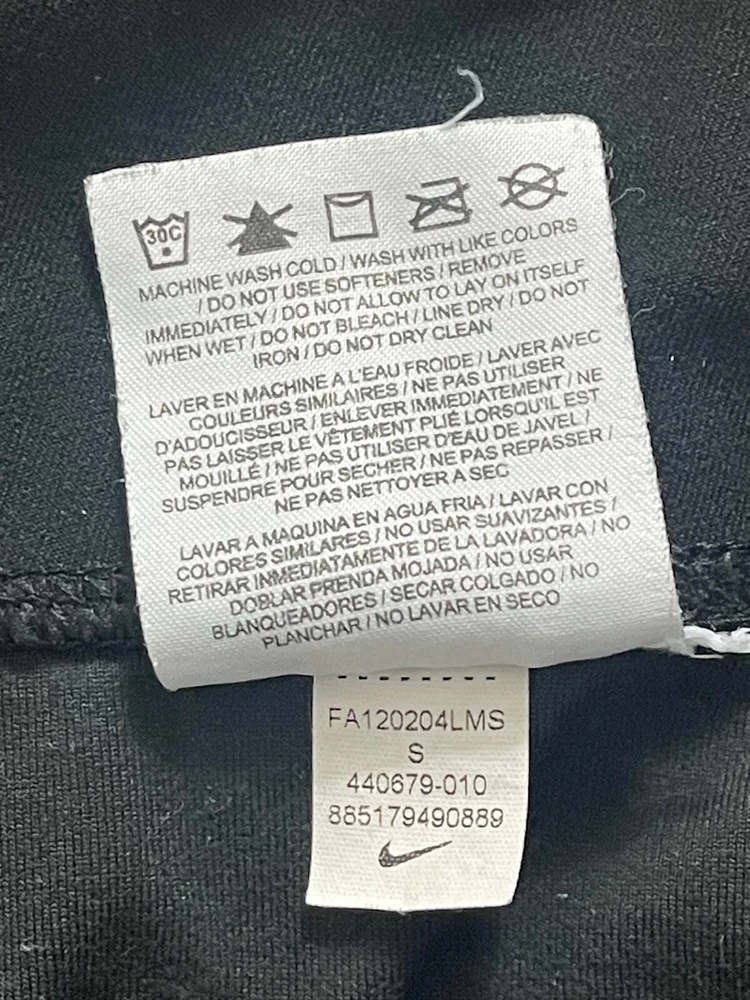 30C
MACHINE WASH COLD / WASH WITH LIKE COLORS
/ DO NOT USE SOFTENERS / REMOVE
IMMEDIATELY / DO NOT ALLOW TO LAY ON ITSELF
WHEN WET / DO NOT BLEACH / LINE DRY / DO NOT
IRON / DO NOT DRY CLEAN
LAVER EN MACHINE A L'EAU FROIDE / LAVER AVEC
COULEURS SIMILAIRES / NE PAS UTILISER
D'ADOUCISSEUR / ENLEVER IMMEDIATEMENT / NE
PAS LAISSER LE VÊTEMENT PLIÉ LORSQU'IL EST
MOUILLÉ / NE PAS UTILISER D'EAU DE JAVEL /
SUSPENDRE POUR SECHER / NE PAS REPASSER /
NE PAS NETTOYER A SEC
LAVAR A MAQUINA EN AGUA FRIA / LAVAR CON
COLORES SIMILARES / NO USAR SUAVIZANTES /
RETIRAR INMEDIATAMENTE DE LA LAVADORA / NO
DOBLAR PRENDA MOJADA / NO USAR
BLANQUEADORES / SECAR COLGADO / NO
PLANCHAR / NO LAVAR EN SECO
FA120204LMS
S
440679-010
885179490889